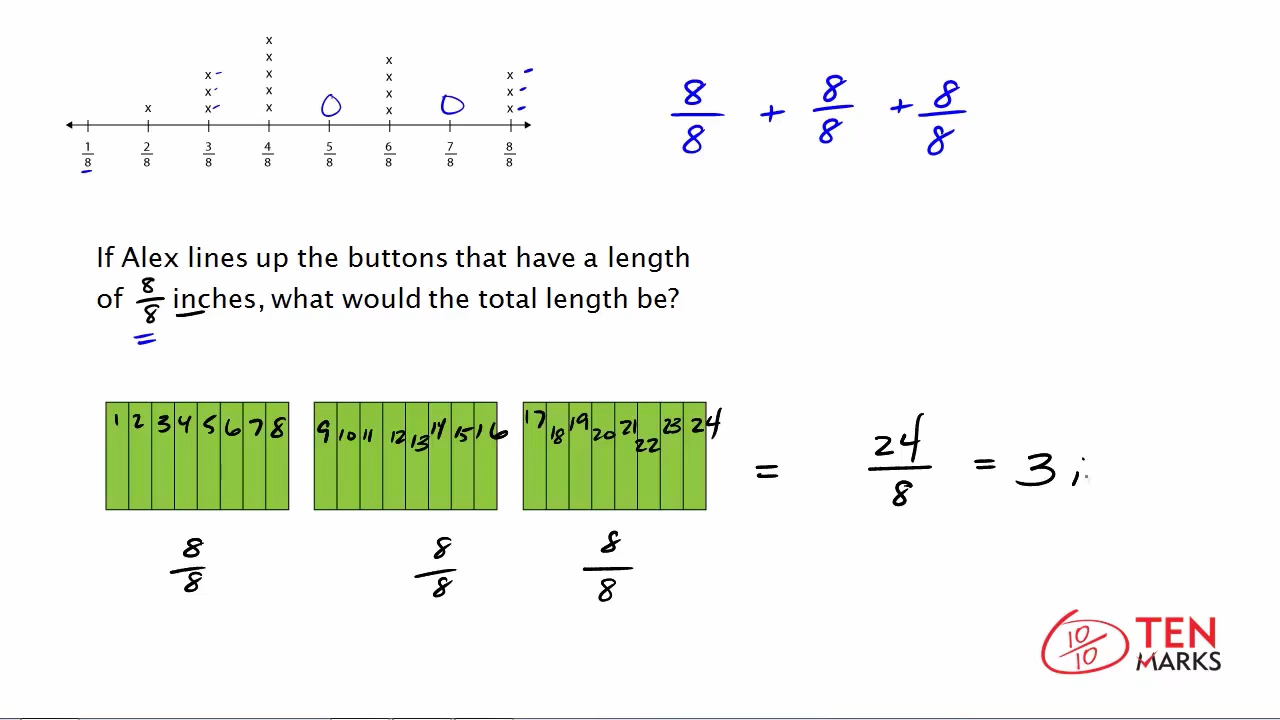 x x x x x x x x x x x x x x x x
0 0
1/8 2/8 3/8 4/8 5/8 6/8 7/8 8/8
8/8 + 8/8 + 8/8
If Alex lines up the buttons that have a length
of 8/8 inches, what would the total length be?
1 2 3 4 5 6 7 8 9 10 11 12 13 14 15 16 17 18 19 20 21 22 23 24
= 24/8 = 3 i
8/8 8/8 8/8
10/10 TEN
MARKS